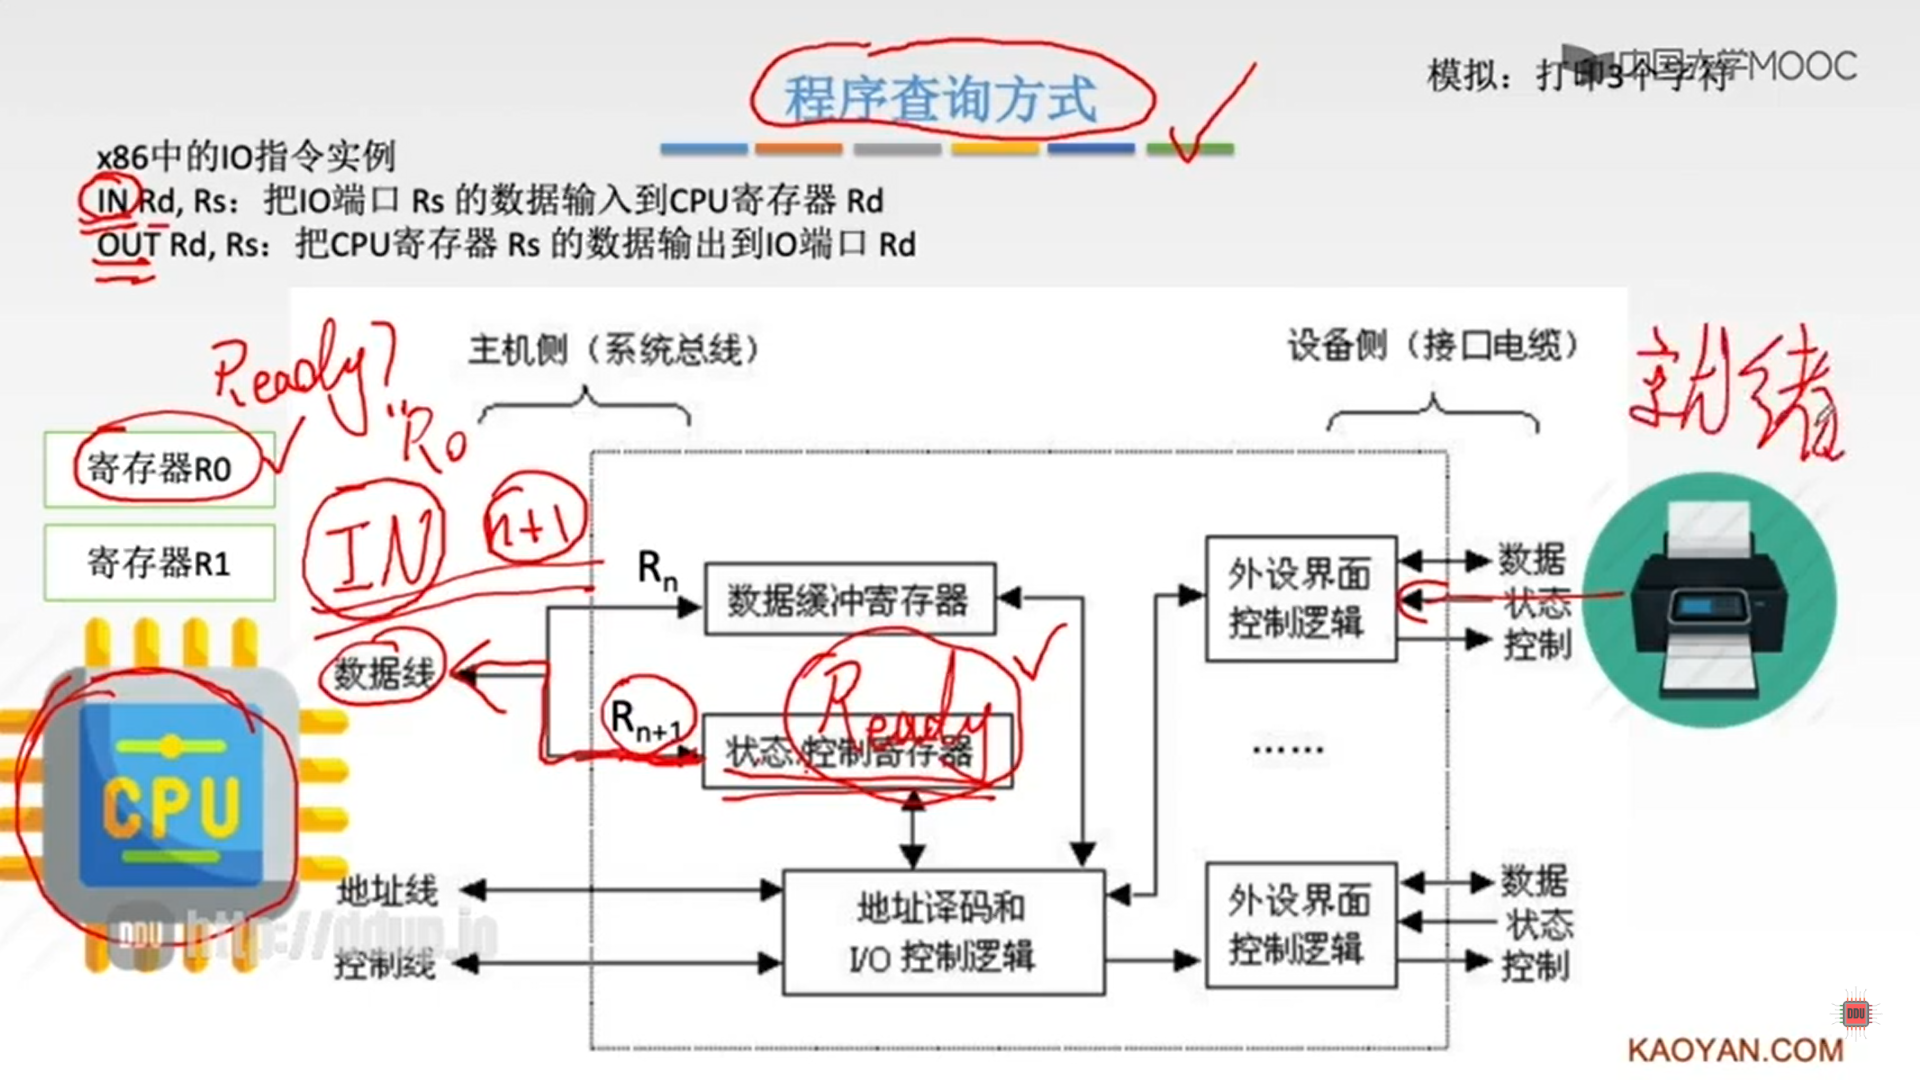 程序查询方式
模拟：打印3个字符
中国大学MOOC
x86中的IO指令实例
IN Rd, Rs：把IO端口 Rs 的数据输入到CPU寄存器 Rd
OUT Rd, Rs：把CPU寄存器 Rs 的数据输出到IO端口 Rd
Ready?
主机侧（系统总线）
设备侧（接口电缆）
就绪
R0
寄存器R0
IN
n+1
寄存器R1
Rn
数据缓冲寄存器
外设界面
控制逻辑
数据
状态
控制
数据线
Rn+1
Ready
状态/控制寄存器
······
CPU
地址线
控制线
地址译码和
I/O 控制逻辑
外设界面
控制逻辑
数据
状态
控制
DDU
http://ddup.io
DDU
KAOYAN.COM